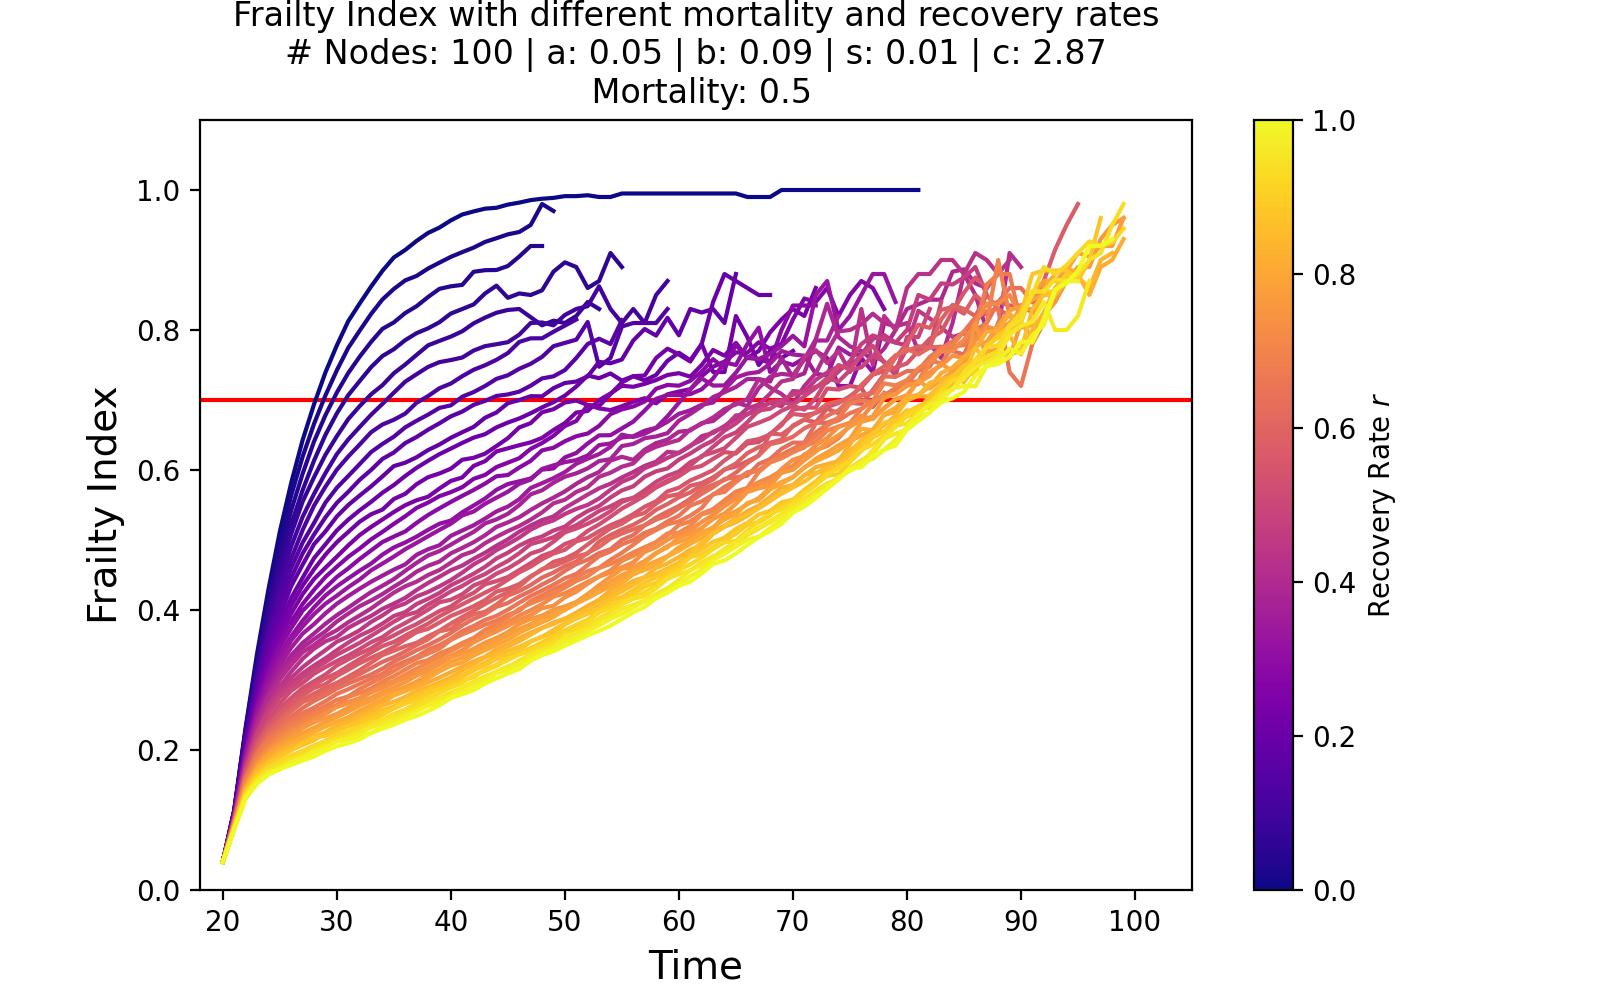 Frailty Index with different mortality and recovery rates
# Nodes: 100 | a: 0.05 | b: 0.09 | s: 0.01 | c: 2.87
Mortality: 0.5
Frailty Index
1.0
0.8
0.6
0.4
0.2
0.0
20 30 40 50 60 70 80 90 100
Time
1.0
0.8
0.6
0.4
0.2
0.0
Recovery Rate r